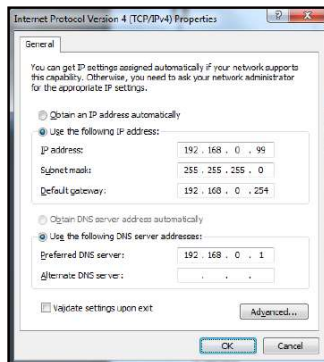 Internet Protocol Version 4 (TCP/IPv4) Properties
General
You can get IP settings assigned automatically if your network supports
this capability. Otherwise, you need to ask your network administrator
for the appropriate IP settings.
Obtain an IP address automatically
Use the following IP address:
IP address: 192 . 168 . 0 . 99
Subnet mask: 255 . 255 . 255 . 0
Default gateway: 192 . 168 . 0 . 254
Obtain DNS server address automatically
Use the following DNS server addresses:
Preferred DNS server: 192 . 168 . 0 . 1
Alternate DNS server: . . .
Validate settings upon exit
Advanced...
OK Cancel